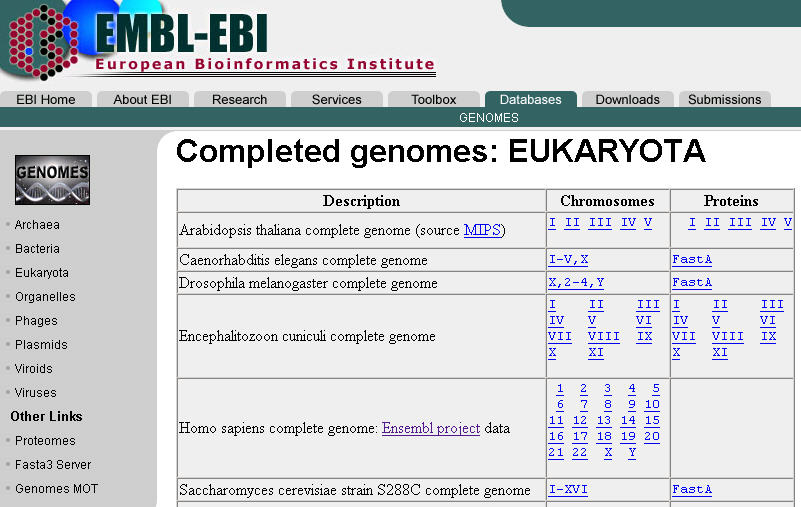 EMBL-EBI
European Bioinformatics Institute
EBI Home About EBI Research Services Toolbox Databases Downloads Submissions
GENOMES
GENOMES
Archaea
Bacteria
Eukaryota
Organelles
Phages
Plasmids
Viroids
Viruses
Other Links
Proteomes
Fasta3 Server
Genomes MOT
Completed genomes: EUKARYOTA
Description Chromosomes Proteins
Arabidopsis thaliana complete genome (source MIPS) I II III IV V I II III IV V
Caenorhabditis elegans complete genome I-V,X FastA
Drosophila melanogaster complete genome X,2-4,Y FastA
Encephalitozoon cuniculi complete genome
I II III I II III
IV V VI IV V VI
VII VIII IX VII VIII IX
X XI X XI
Homo sapiens complete genome: Ensembl project data
1 2 3 4 5
6 7 8 9 10
11 12 13 14 15
16 17 18 19 20
21 22 X Y
Saccharomyces cerevisiae strain S288C complete genome I-XVI FastA